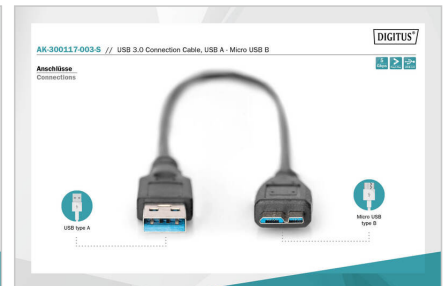 DIGITUS®
AK-300117-003-S // USB 3.0 Connection Cable, USB A - Micro USB B
Anschlüsse
Connections
USB type A
Micro USB
type B